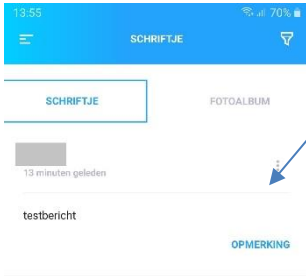 13:55 70%
SCHRIFTJE
SCHRIFTJE FOTOALBUM
13 minuten geleden
testbericht
OPMERKING